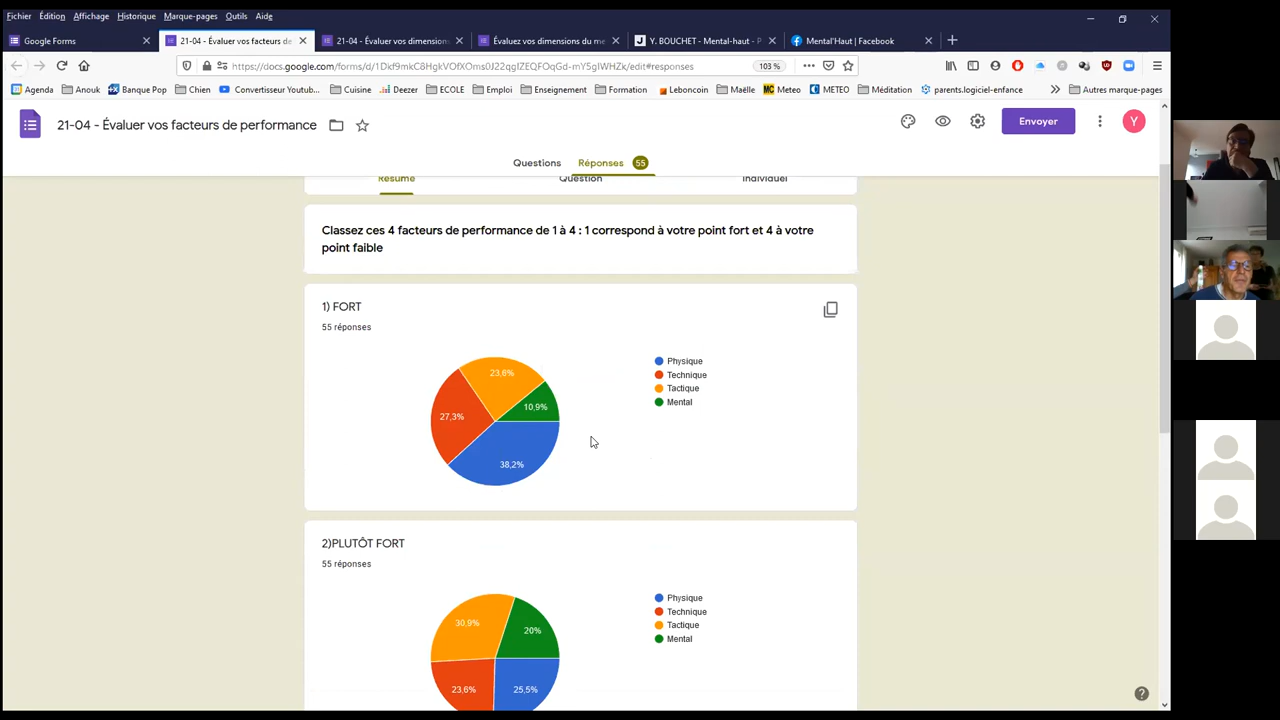 Fichier Édition Affichage Historique Marque-pages Outils Aide
Google Forms
21-04 - Évaluer vos facteurs de
21-04 - Évaluer vos dimensions
Évaluez vos dimensions du me
Y. BOUCHET - Mental-haut - P
Mental'Haut | Facebook
103 %
Agenda Anouk Banque Pop Chien Convertisseur Youtub... Cuisine Deezer ECOLE Emploi Enseignement Formation Leboncoin Maëlle Meteo METEO Méditation parents.logiciel-enfance Autres marque-pages
21-04 - Évaluer vos facteurs de performance
Envoyer
Y
Questions Réponses 55
Résumé Question Individuel
Classez ces 4 facteurs de performance de 1 à 4 : 1 correspond à votre point fort et 4 à votre
point faible
1) FORT
55 réponses
23,6%
27,3%
10,9%
38,2%
Physique
Technique
Tactique
Mental
2)PLUTÔT FORT
55 réponses
30,9%
20%
23,6%
25,5%
Physique
Technique
Tactique
Mental